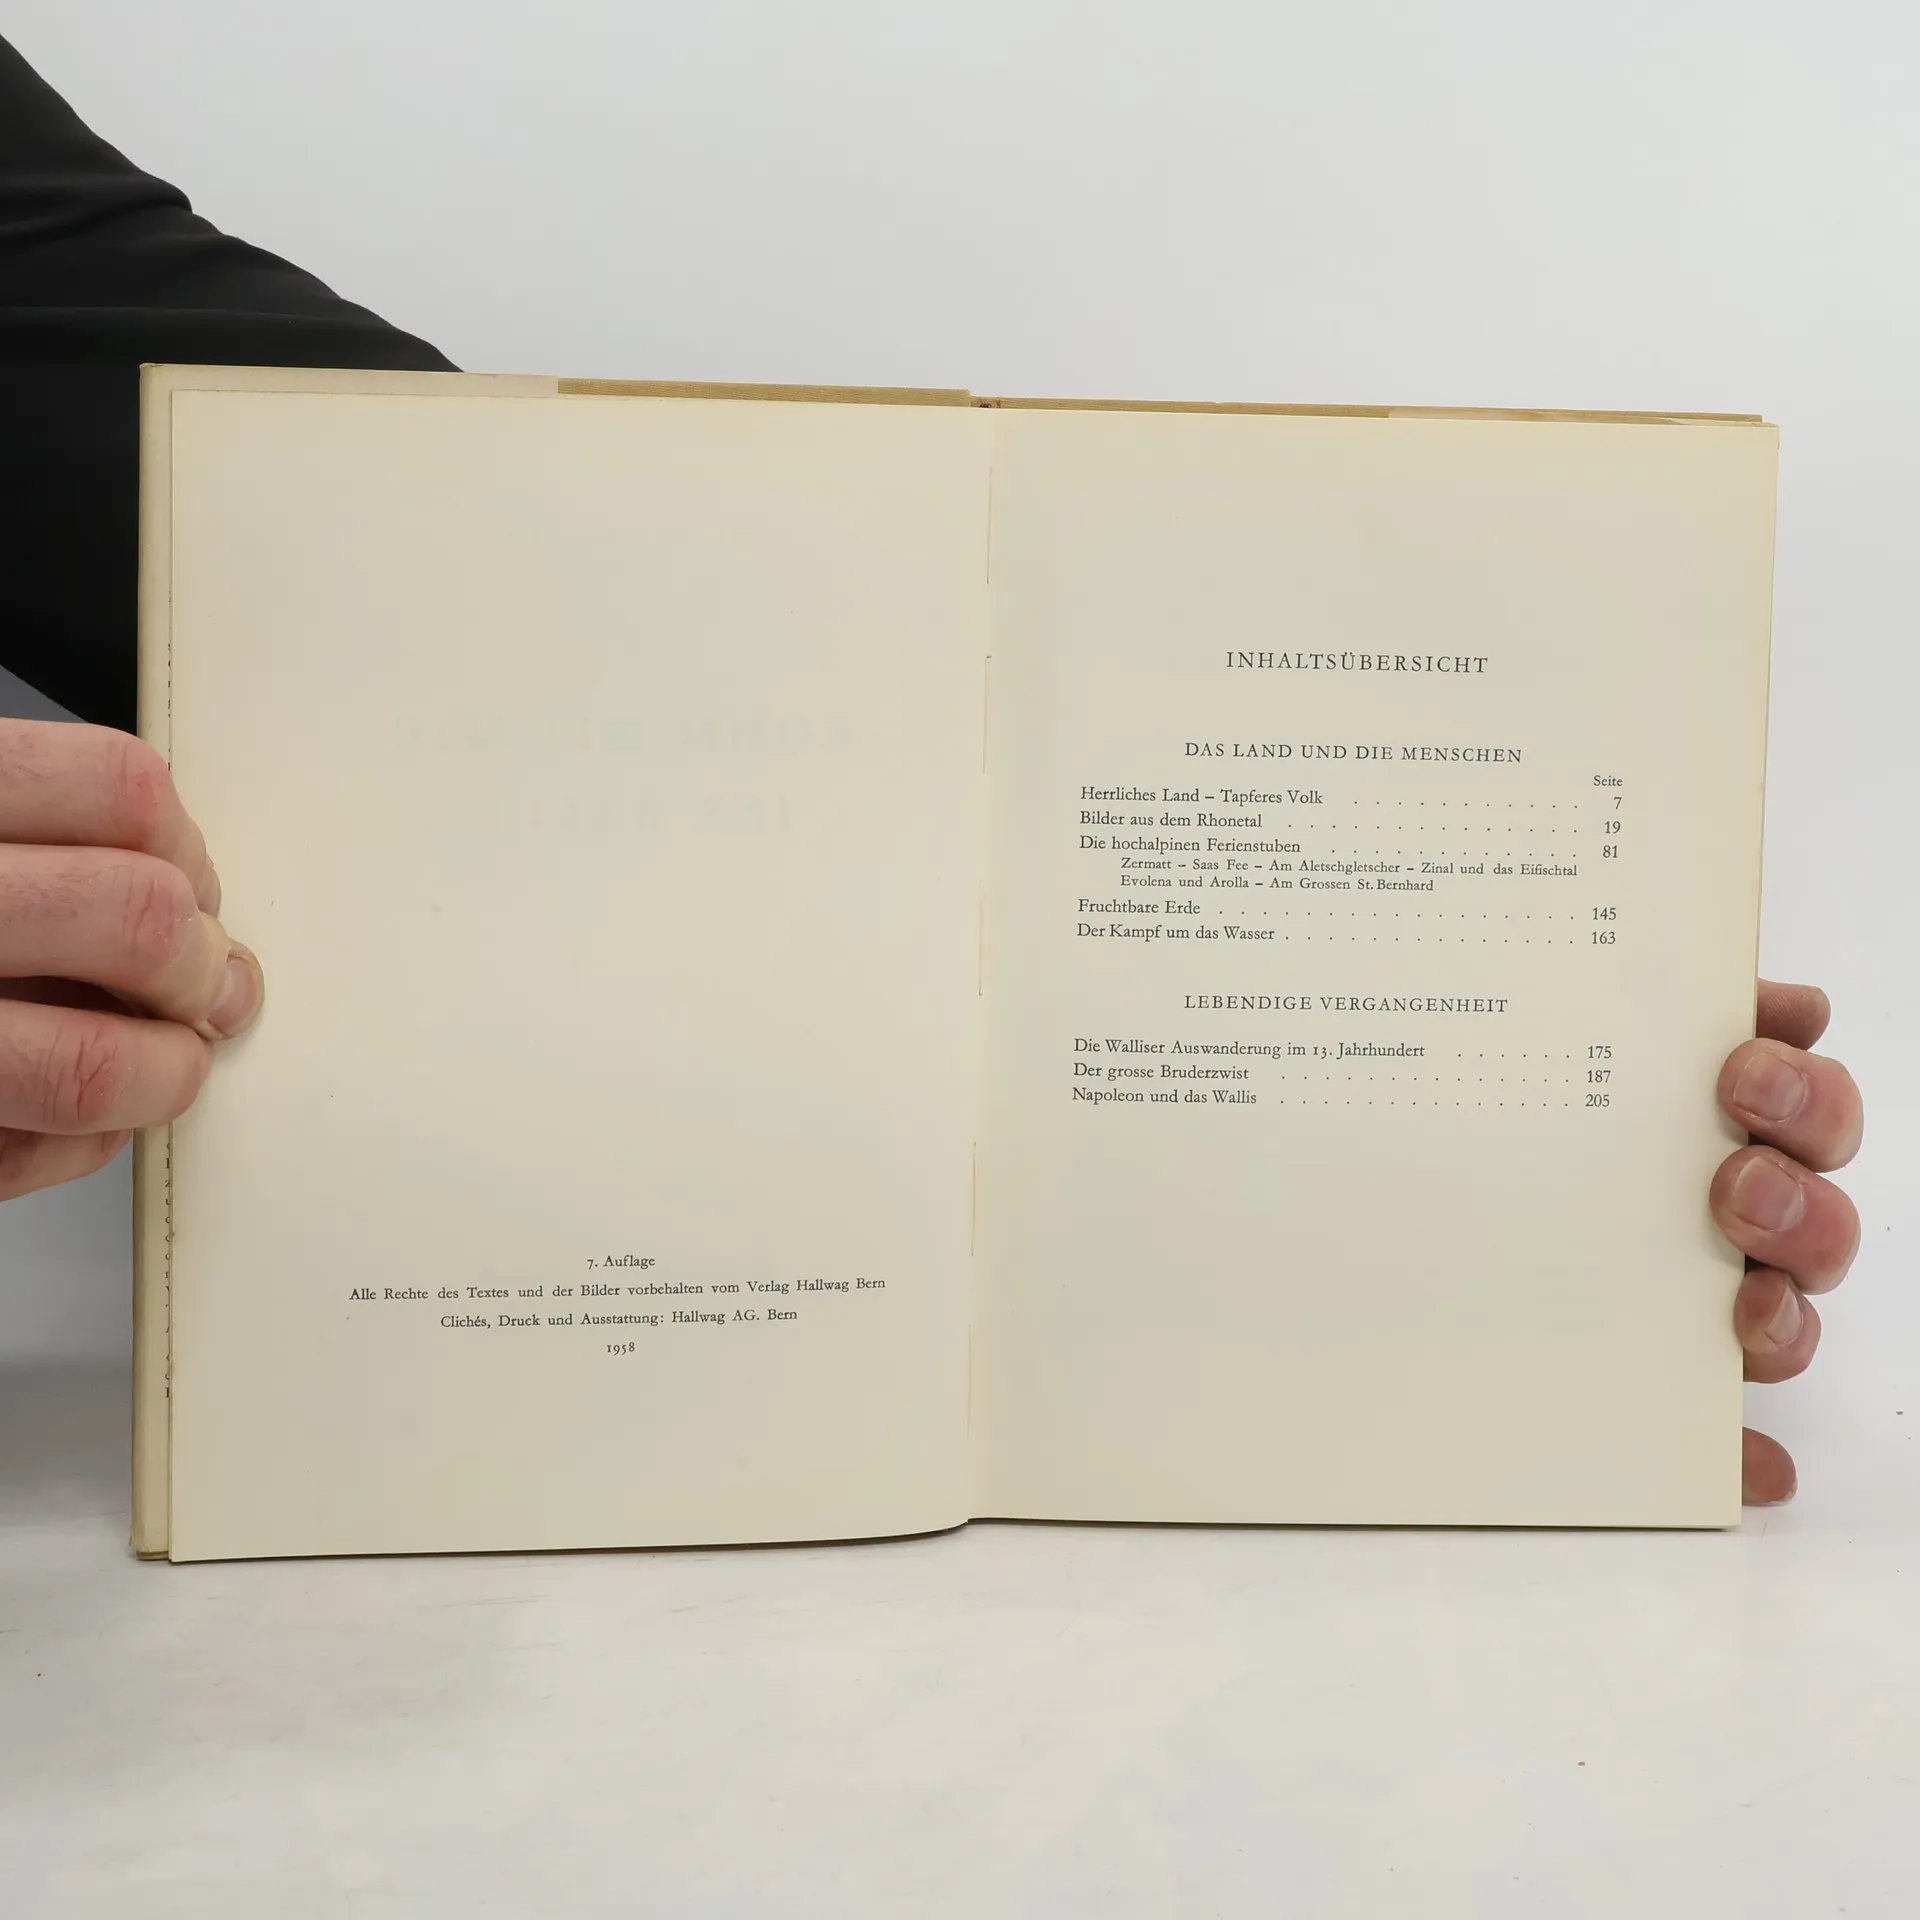 7. Auflage
Alle Rechte des Textes und der Bilder vorbehalten vom Verlag Hallwag Bern
Clichés, Druck und Ausstattung: Hallwag AG. Bern
1958
INHALTSÜBERSICHT
DAS LAND UND DIE MENSCHEN
Seite
Herrliches Land – Tapferes Volk . . . . . . . . . . . 7
Bilder aus dem Rhonetal . . . . . . . . . . . . . . 19
Die hochalpinen Ferienstuben . . . . . . . . . . . . 81
Zermatt – Saas Fee – Am Aletschgletscher – Zinal und das Eifischtal
Evolena und Arolla – Am Grossen St. Bernhard
Fruchtbare Erde . . . . . . . . . . . . . . . . . 145
Der Kampf um das Wasser . . . . . . . . . . . . . . 163
LEBENDIGE VERGANGENHEIT
Die Walliser Auswanderung im 13. Jahrhundert . . . . . . 175
Der grosse Bruderzwist . . . . . . . . . . . . . . 187
Napoleon und das Wallis . . . . . . . . . . . . . . 205